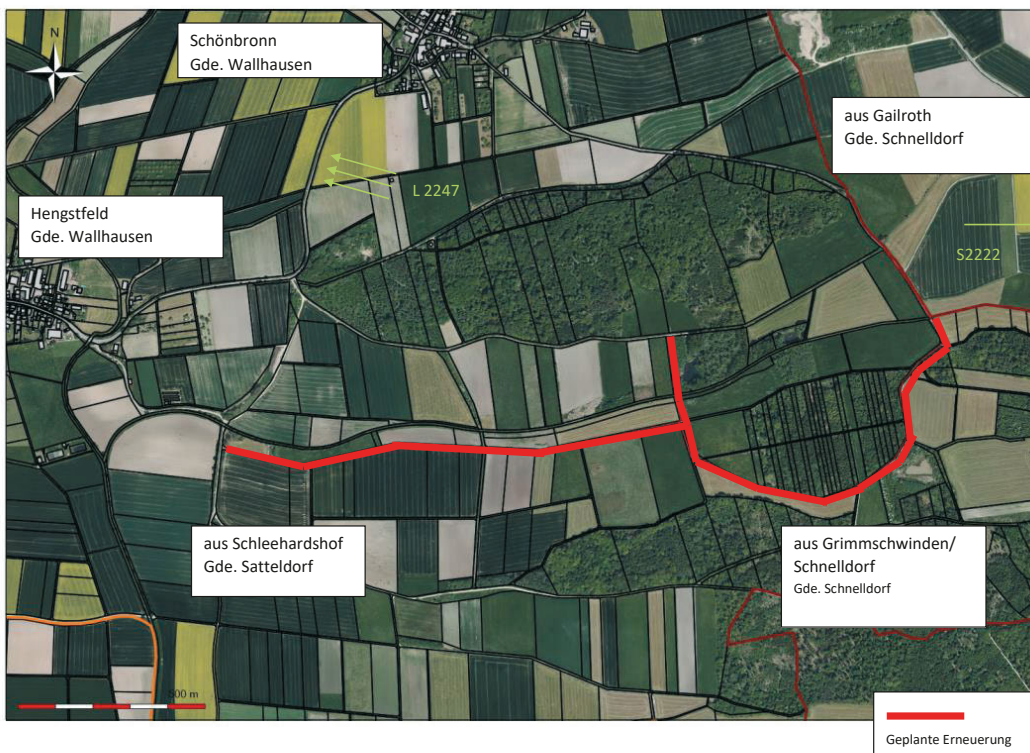 N
Schönbronn
Gde. Wallhausen
aus Gailroth
Gde. Schnelldorf
L 2247
Hengstfeld
Gde. Wallhausen
S2222
aus Schleehardshof
Gde. Satteldorf
aus Grimmschwinden/
Schnelldorf
Gde. Schnelldorf
500 m
Geplante Erneuerung